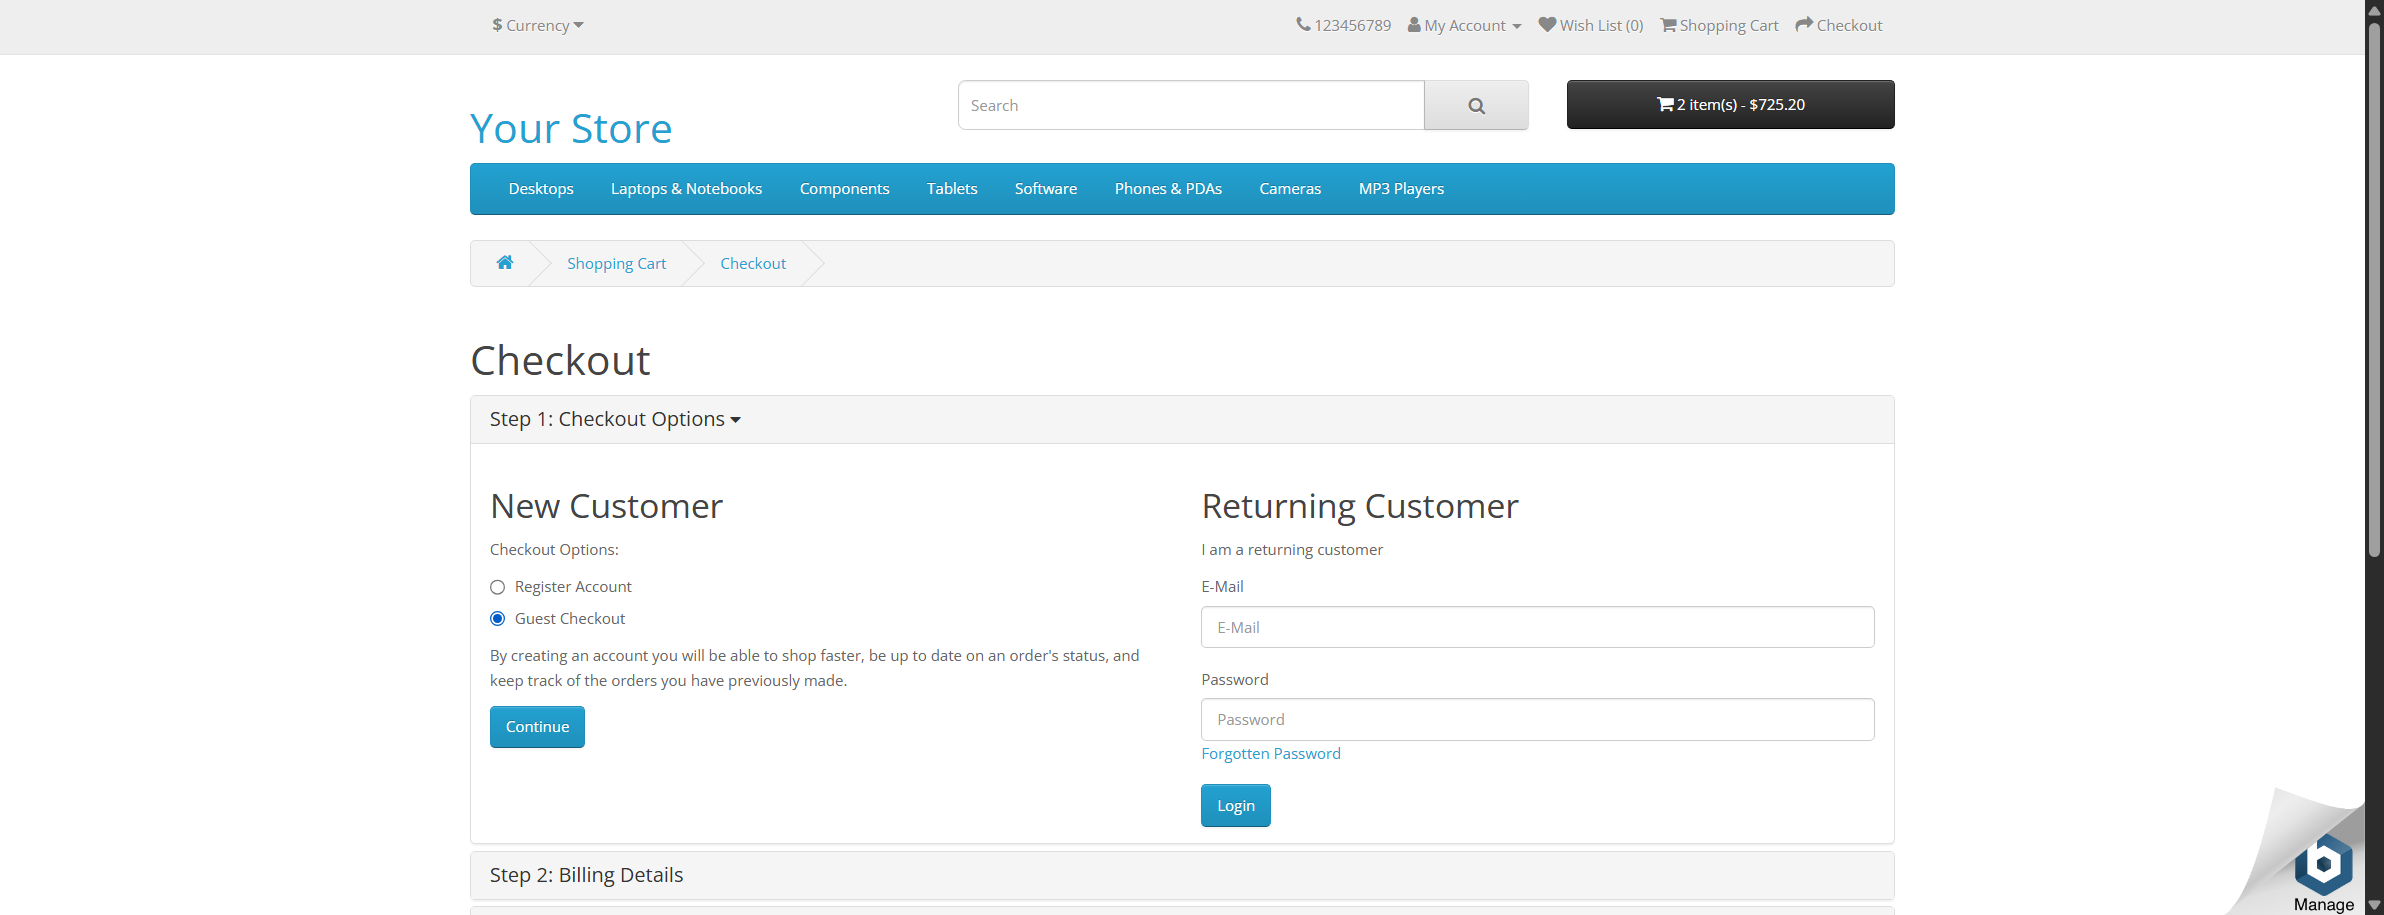 $ Currency
123456789 My Account Wish List (0) Shopping Cart Checkout
Your Store
Search
2 item(s) - $725.20
Desktops Laptops & Notebooks Components Tablets Software Phones & PDAs Cameras MP3 Players
Shopping Cart Checkout
Checkout
Step 1: Checkout Options
New Customer
Checkout Options:
Register Account
Guest Checkout
By creating an account you will be able to shop faster, be up to date on an order's status, and
keep track of the orders you have previously made.
Continue
Returning Customer
I am a returning customer
E-Mail
E-Mail
Password
Password
Forgotten Password
Login
Step 2: Billing Details
Manage